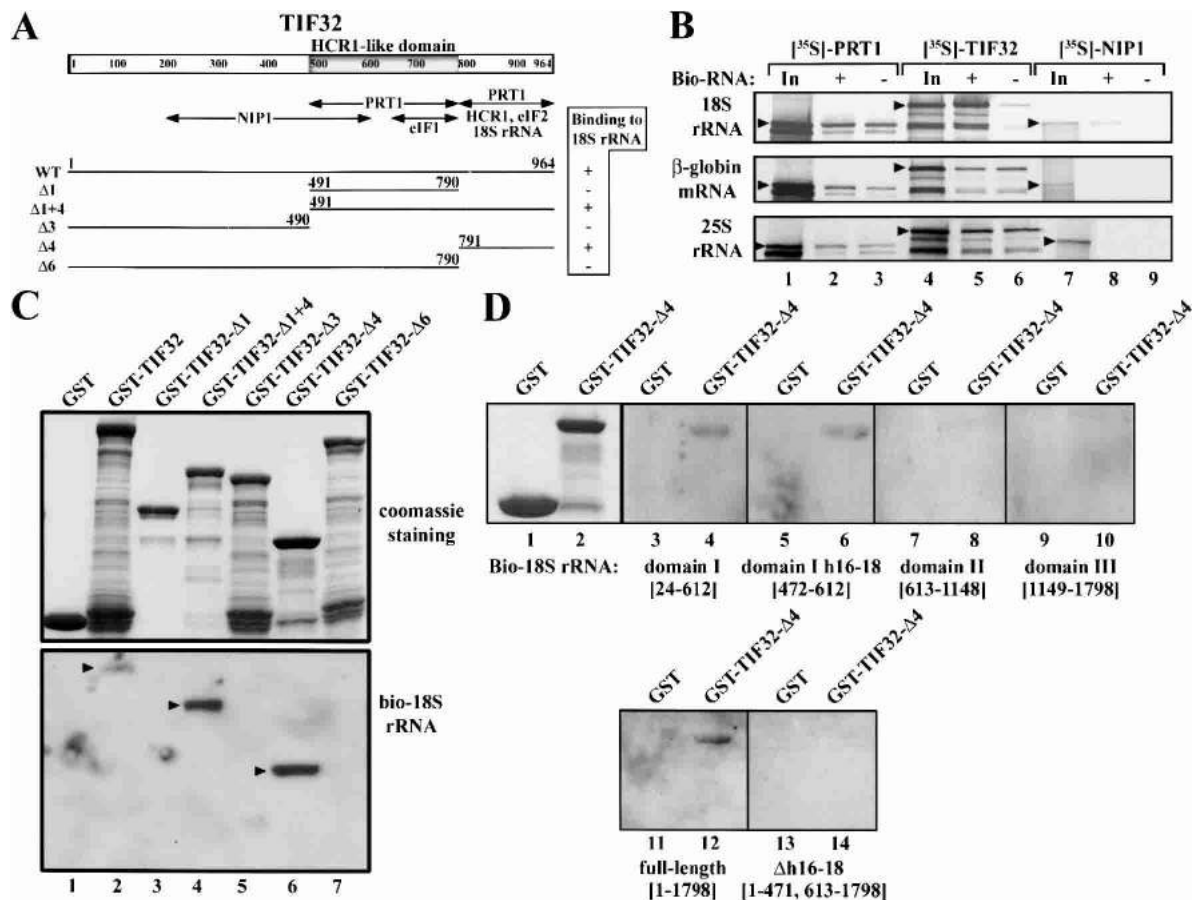 A
TIF32
HCR1-like domain
1 100 200 300 400 500 600 700 800 900 964
PRT1 PRT1
NIP1 eIF1 HCR1, eIF2
18S rRNA
Binding to
18S rRNA
WT 1 964 +
Δ1 491 790 -
Δ1+4 491 +
Δ3 490 -
Δ4 791 +
Δ6 790 -
B
[³⁵S]-PRT1 [³⁵S]-TIF32 [³⁵S]-NIP1
Bio-RNA: In + - In + - In + -
18S
rRNA
β-globin
mRNA
25S
rRNA
1 2 3 4 5 6 7 8 9
C
GST
GST-TIF32
GST-TIF32-Δ1
GST-TIF32-Δ1+4
GST-TIF32-Δ3
GST-TIF32-Δ4
GST-TIF32-Δ6
coomassie
staining
bio-18S
rRNA
1 2 3 4 5 6 7
D
GST GST-TIF32-Δ4 GST GST-TIF32-Δ4 GST GST-TIF32-Δ4 GST GST-TIF32-Δ4 GST GST-TIF32-Δ4
1 2 3 4 5 6 7 8 9 10
Bio-18S rRNA: domain I domain I h16-18 domain II domain III
[24-612] [472-612] [613-1148] [1149-1798]
GST GST-TIF32-Δ4 GST GST-TIF32-Δ4
11 12 13 14
full-length Δh16-18
[1-1798] [1-471, 613-1798]